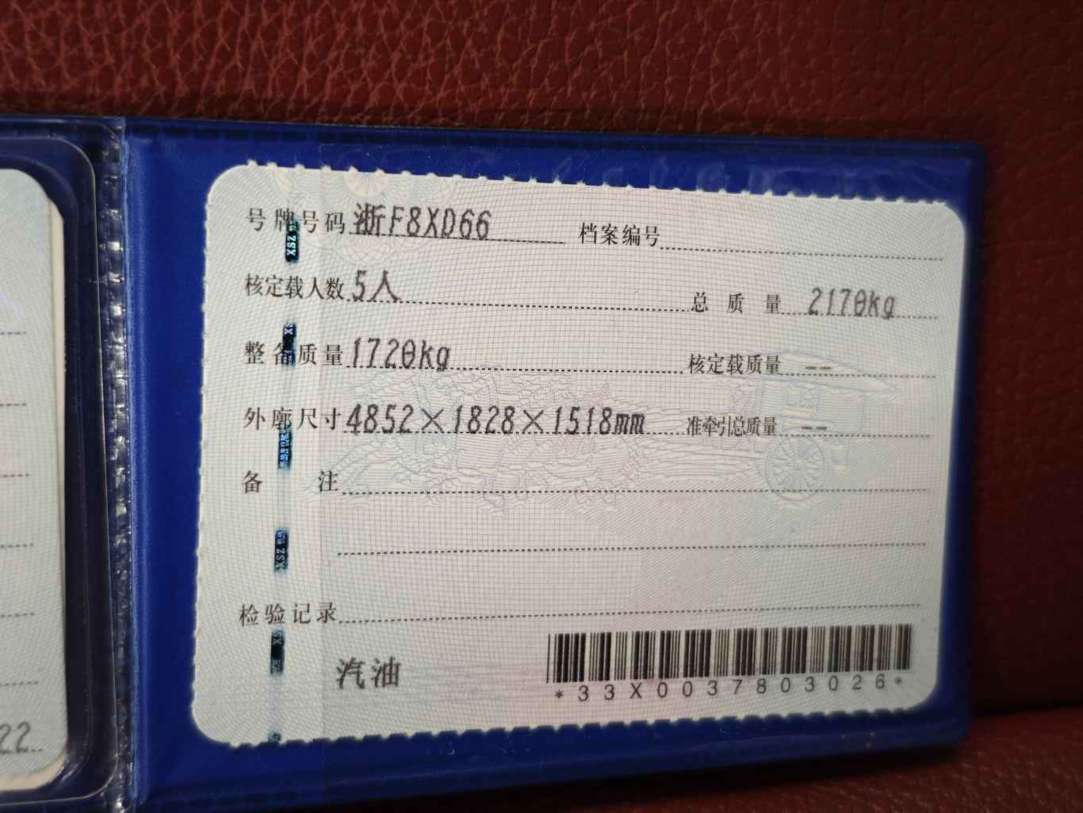 号牌号码 浙F8XD66 档案编号
核定载人数 5人 总质量 2170kg
整备质量 1720kg 核定载质量 --
外廓尺寸 4852×1828×1518mm 准牵引总质量 --
备注
检验记录
汽油
*33X0037803026*
22